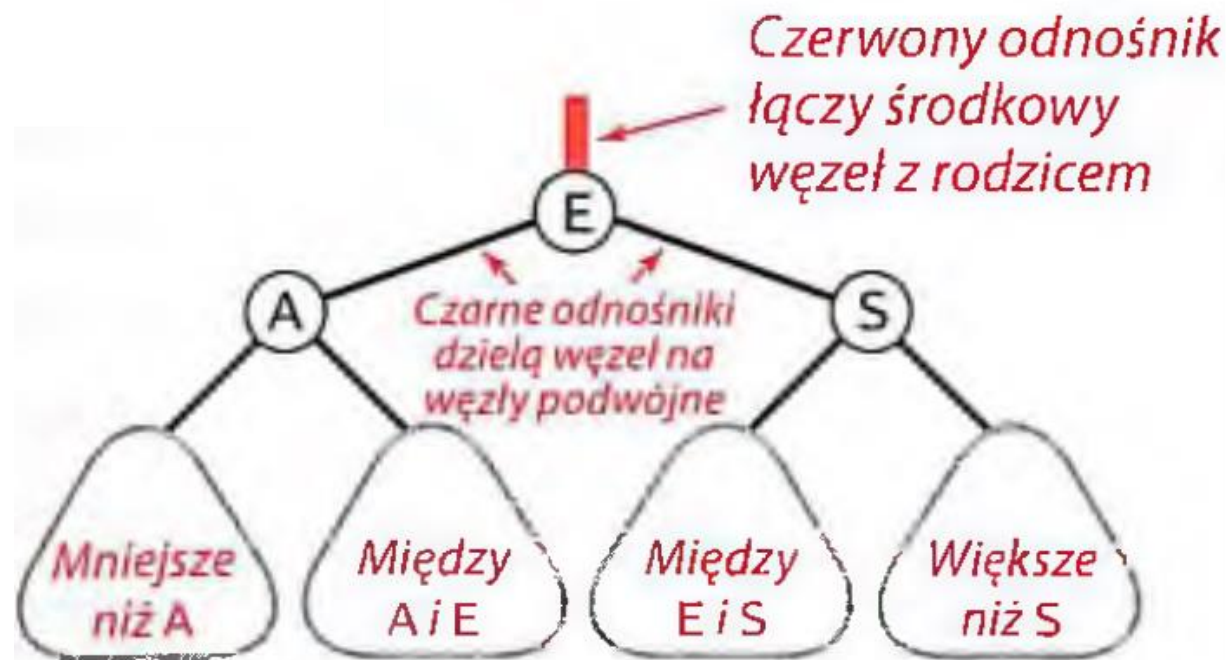 Czerwony odnośnik
łączy środkowy
węzeł z rodzicem
E
A
S
Czarne odnośniki
dzielą węzeł na
węzły podwójne
Mniejsze
niż A
Między
A i E
Między
E i S
Większe
niż S